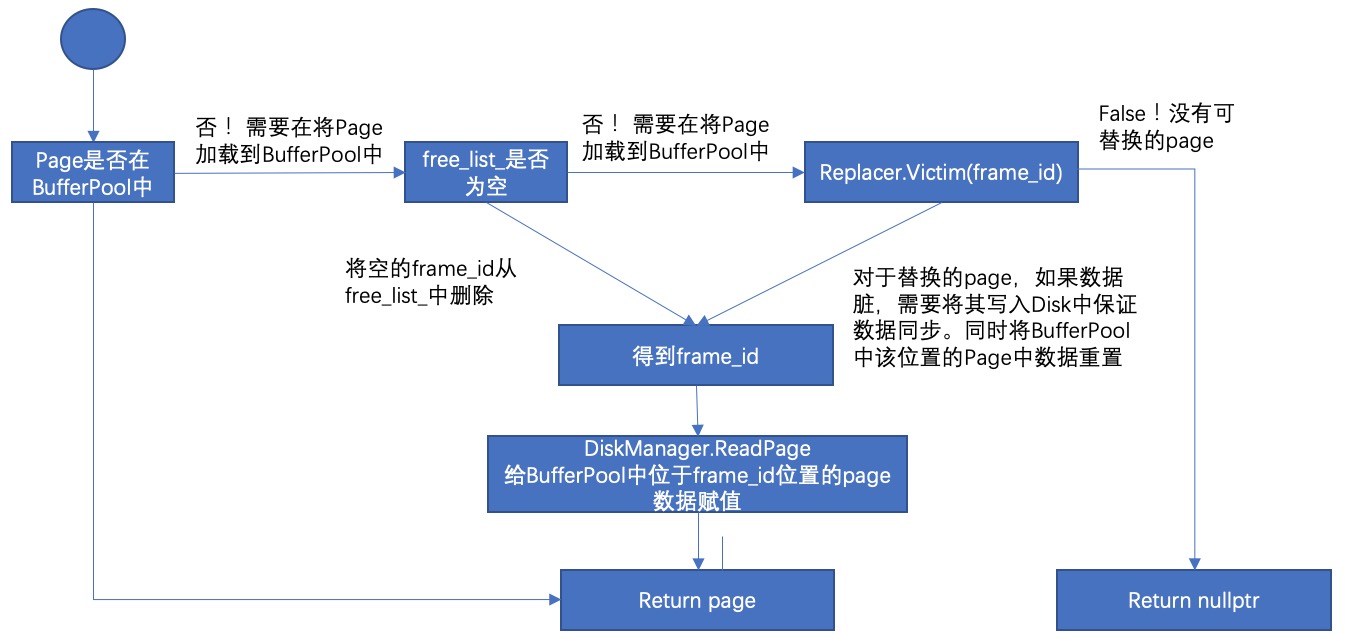 Page是否在
BufferPool中
否！ 需要在将Page
加载到BufferPool中
free_list_是否
为空
否！ 需要在将Page
加载到BufferPool中
Replacer.Victim(frame_id)
False！没有可
替换的page
将空的frame_id从
free_list_中删除
对于替换的page，如果数据
脏，需要将其写入Disk中保证
数据同步。同时将BufferPool
中该位置的Page中数据重置
得到frame_id
DiskManager.ReadPage
给BufferPool中位于frame_id位置的page
数据赋值
Return page
Return nullptr